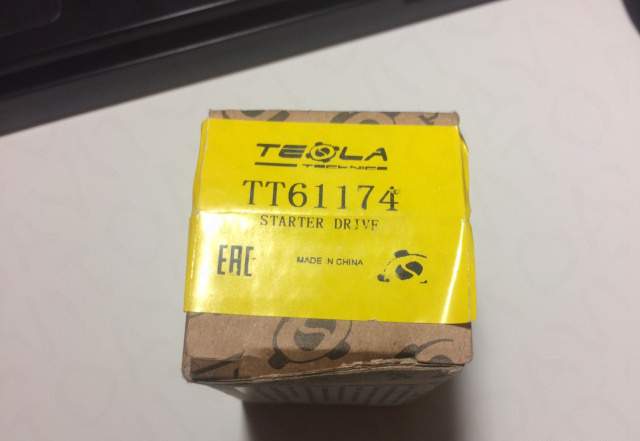 TESLA
TECHNICS
TT61174
STARTER DRIVE
EAC
MADE IN CHINA